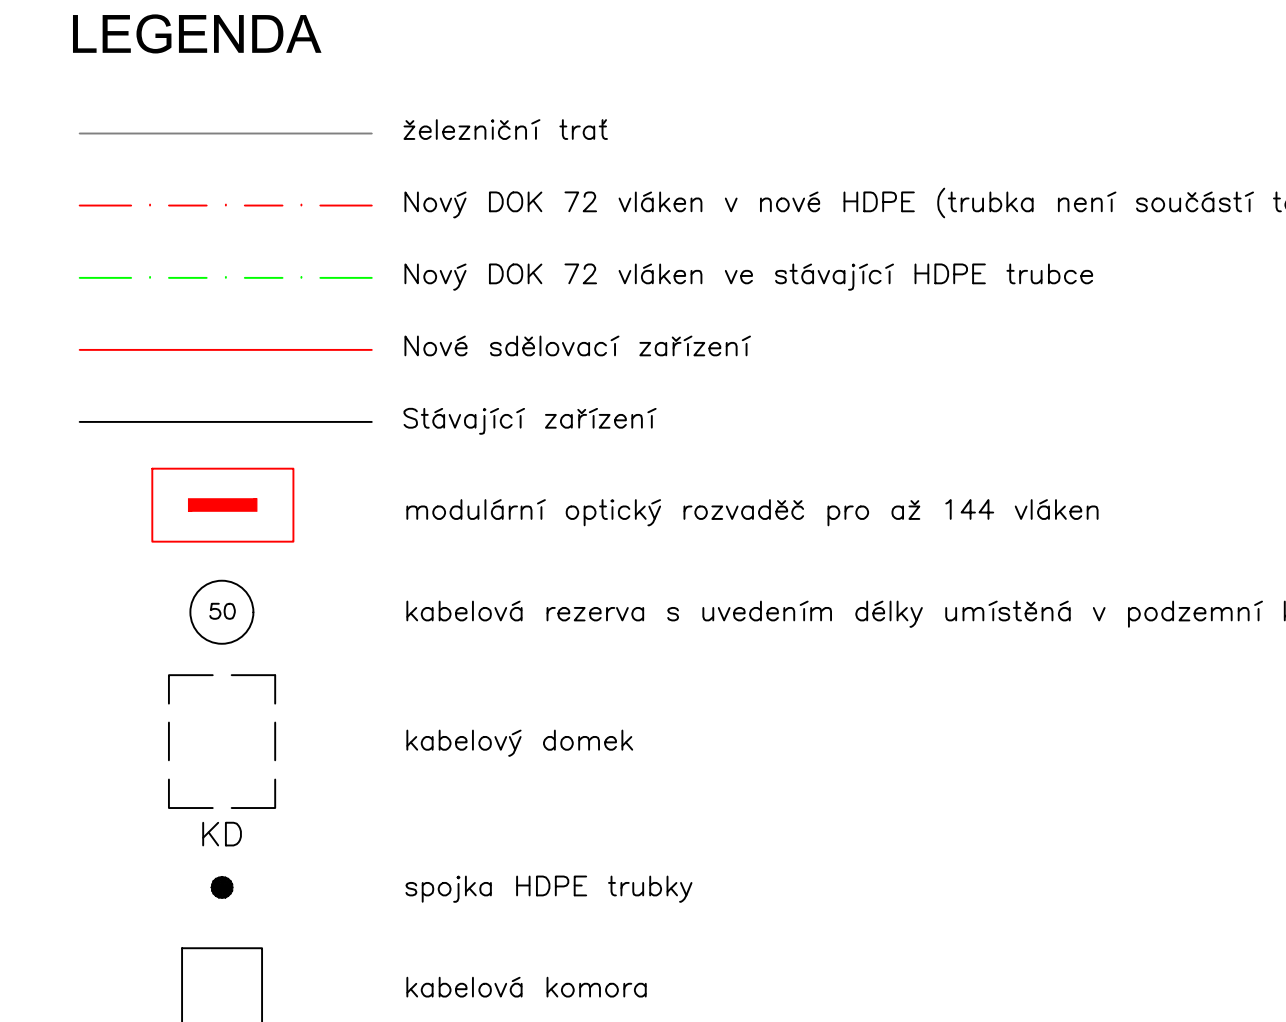 LEGENDA
železniční trať
Nový DOK 72 vláken v nové HDPE (trubka není součástí
Nový DOK 72 vláken ve stávající HDPE trubce
Nové sdělovací zařízení
Stávající zařízení
modulární optický rozvaděč pro až 144 vláken
50 kabelová rezerva s uvedením délky umístěná v podzemní
kabelový domek
KD
spojka HDPE trubky
kabelová komora